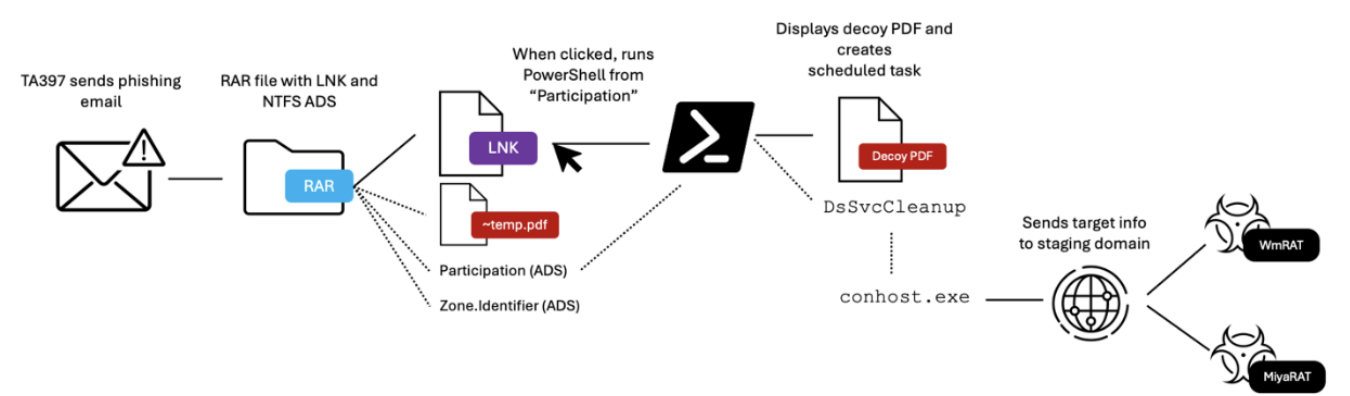 TA397 sends phishing
email
RAR file with LNK and
NTFS ADS
RAR
LNK
~temp.pdf
Participation (ADS)
Zone.Identifier (ADS)
When clicked, runs
PowerShell from
“Participation”
Displays decoy PDF and
creates
scheduled task
Decoy PDF
DsSvcCleanup
conhost.exe
Sends target info
to staging domain
WmRAT
MiyaRAT